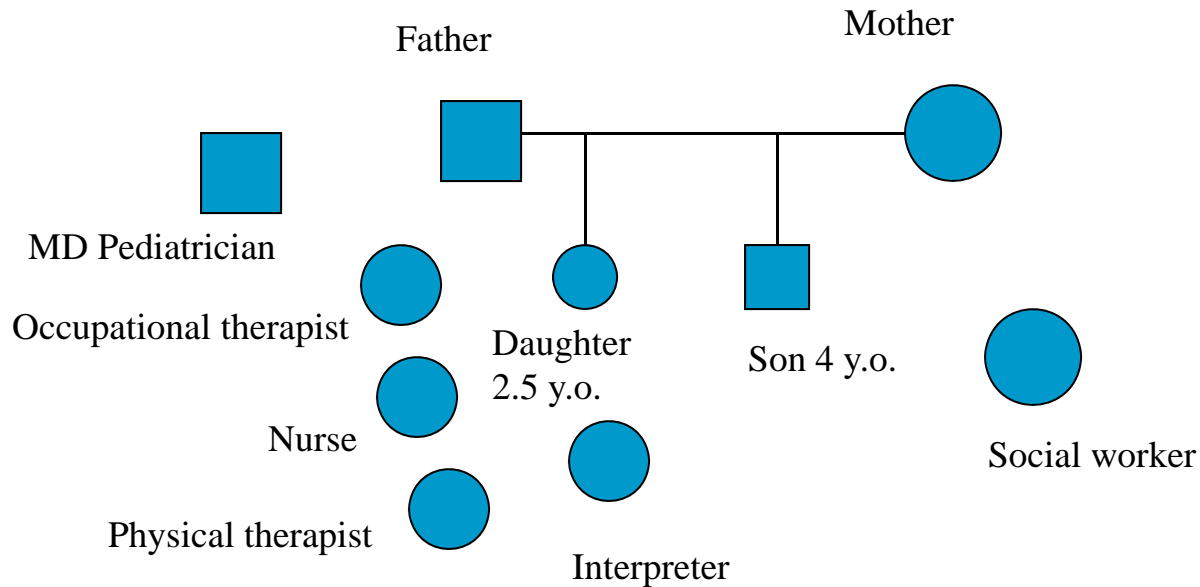 Father
Mother
MD Pediatrician
Occupational therapist
Daughter
2.5 y.o.
Son 4 y.o.
Nurse
Social worker
Physical therapist
Interpreter